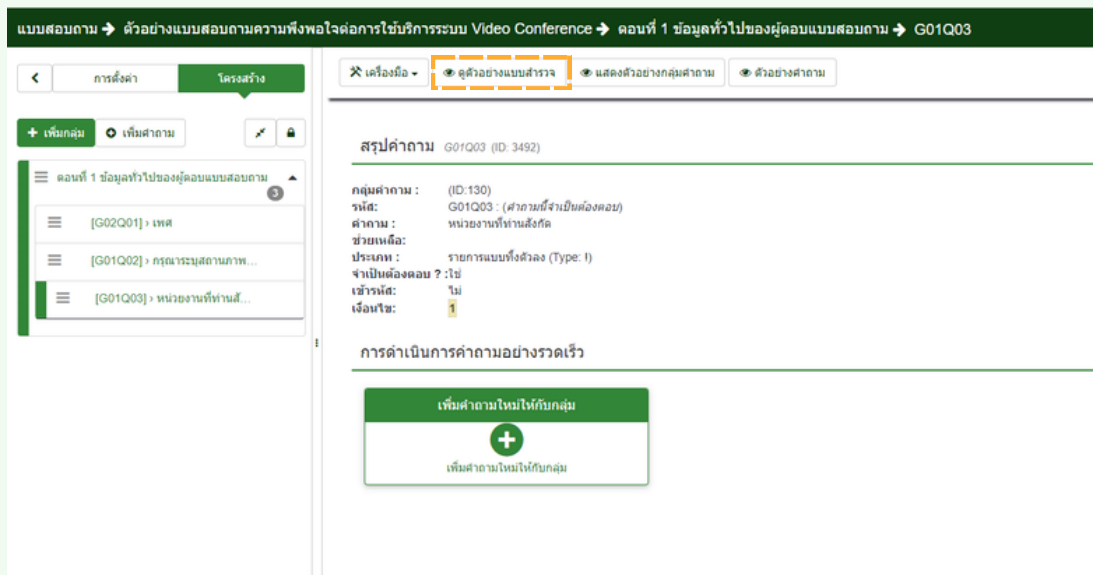 แบบสอบถาม → ตัวอย่างแบบสอบถามความพึงพอใจต่อการใช้บริการระบบ Video Conference → ตอนที่ 1 ข้อมูลทั่วไปของผู้ตอบแบบสอบถาม → G01Q03
การตั้งค่า โครงสร้าง
เครื่องมือ ดูตัวอย่างแบบสำรวจ แสดงตัวอย่างกลุ่มคำถาม ตัวอย่างคำถาม
+ เพิ่มกลุ่ม เพิ่มคำถาม
ตอนที่ 1 ข้อมูลทั่วไปของผู้ตอบแบบสอบถาม
3
[G02Q01] › เพศ
[G01Q02] › กรุณาระบุสถานภาพ...
[G01Q03] › หน่วยงานที่ท่านสั...
สรุปคำถาม G01Q03 (ID: 3492)
กลุ่มคำถาม : (ID:130)
รหัส: G01Q03 : (คำถามนี้จำเป็นต้องตอบ)
คำถาม : หน่วยงานที่ท่านสังกัด
ช่วยเหลือ:
ประเภท : รายการแบบทิ้งตัวลง (Type: !)
จำเป็นต้องตอบ ? : ใช่
เข้ารหัส: ไม่
เงื่อนไข: 1
การดำเนินการคำถามอย่างรวดเร็ว
เพิ่มคำถามใหม่ให้กับกลุ่ม
เพิ่มคำถามใหม่ให้กับกลุ่ม